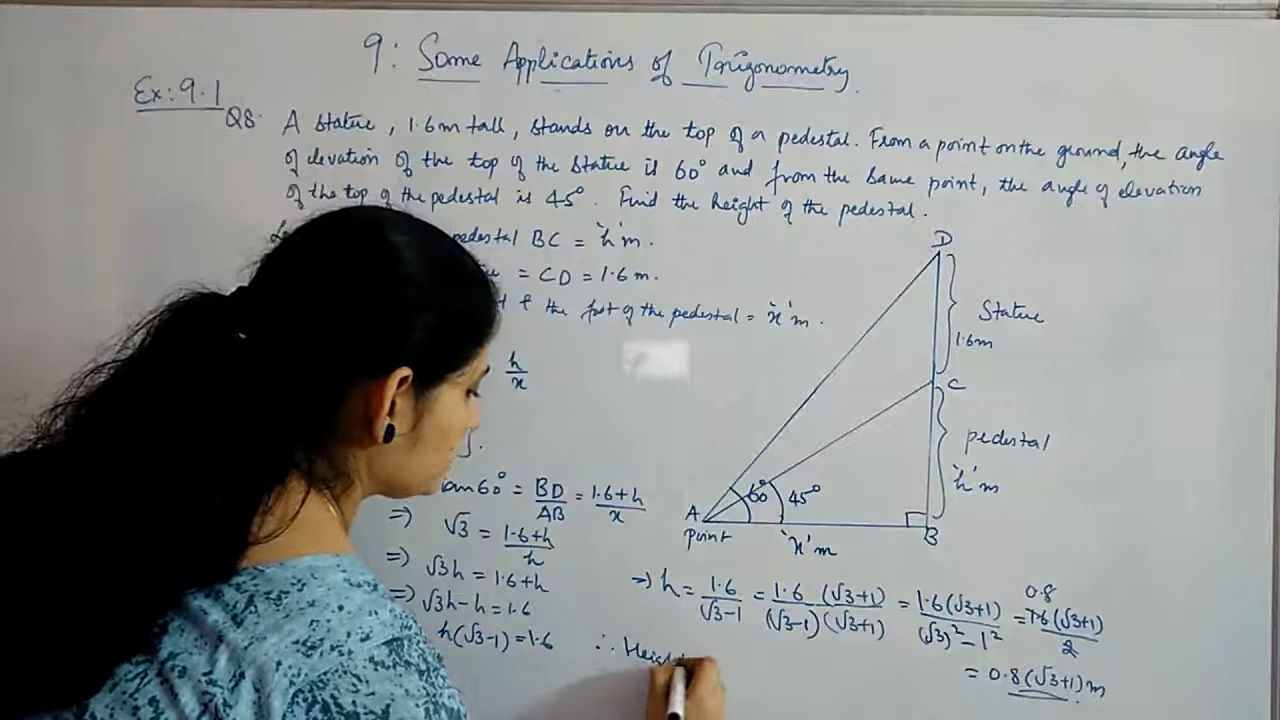 9: Some Applications of Trigonometry.
Ex: 9.1
Q8. A statue, 1.6m tall, stands on the top of a pedestal. From a point on the ground, the angle
of elevation of the top of the statue is 60° and from the same point, the angle of elevation
of the top of the pedestal is 45°. Find the height of the pedestal.
pedestal BC = 'h'm.
= CD = 1.6 m.
& the foot of the pedestal = 'x'm.
h/x
tan60° = BD/AB = 1.6+h/x
⇒ √3 = 1.6+h/h
⇒ √3h = 1.6+h
⇒ √3h-h = 1.6
h(√3-1) = 1.6
D
Statue
1.6m
C
pedestal
'h'm
60° 45°
A
point
'x'm
B
⇒ h = 1.6/√3-1 = 1.6 (√3+1)/(√3-1)(√3+1) = 1.6(√3+1)/(√3)²-1² = 0.8 1.6(√3+1)/2
= 0.8(√3+1)m
∴ Height